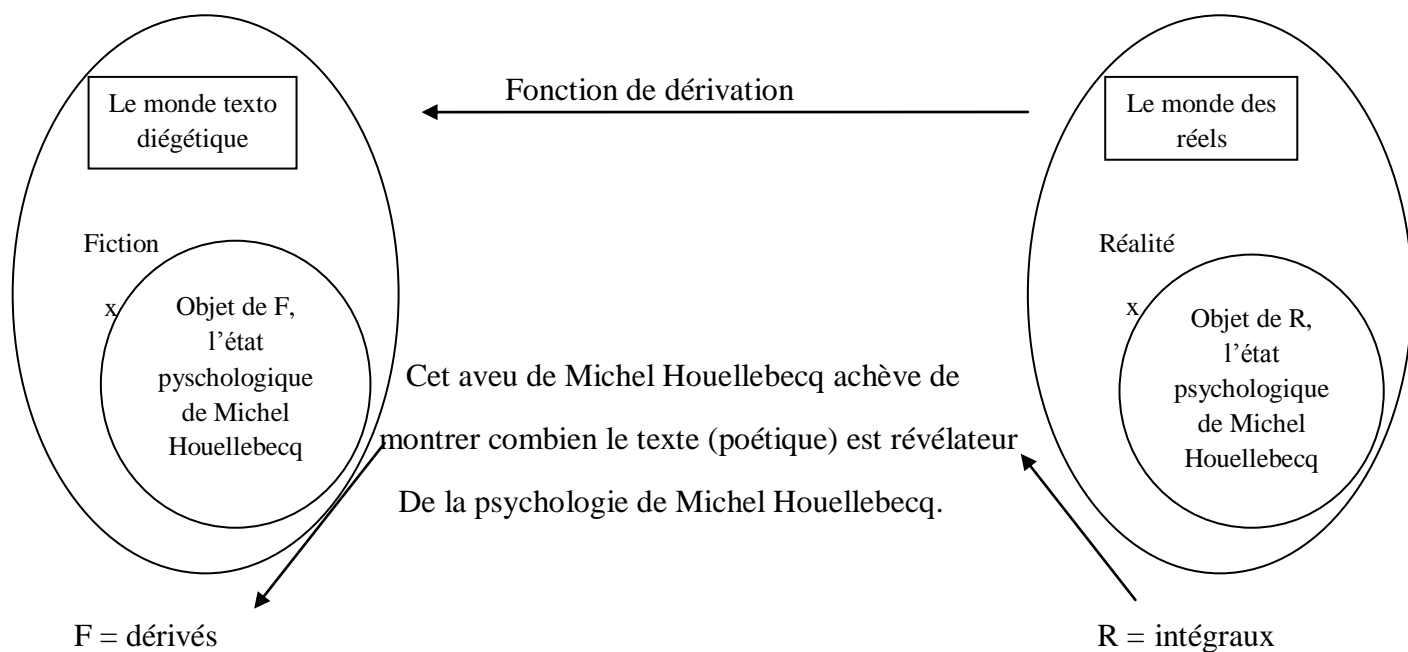 Fonction de dérivation
Le monde texto
diégétique
Le monde des
réels
Fiction
x
Objet de F,
l’état
pyschologique
de Michel
Houellebecq
Réalité
x
Objet de R,
l’état
psychologique
de Michel
Houellebecq
Cet aveu de Michel Houellebecq achève de
montrer combien le texte (poétique) est révélateur
De la psychologie de Michel Houellebecq.
F = dérivés
R = intégraux